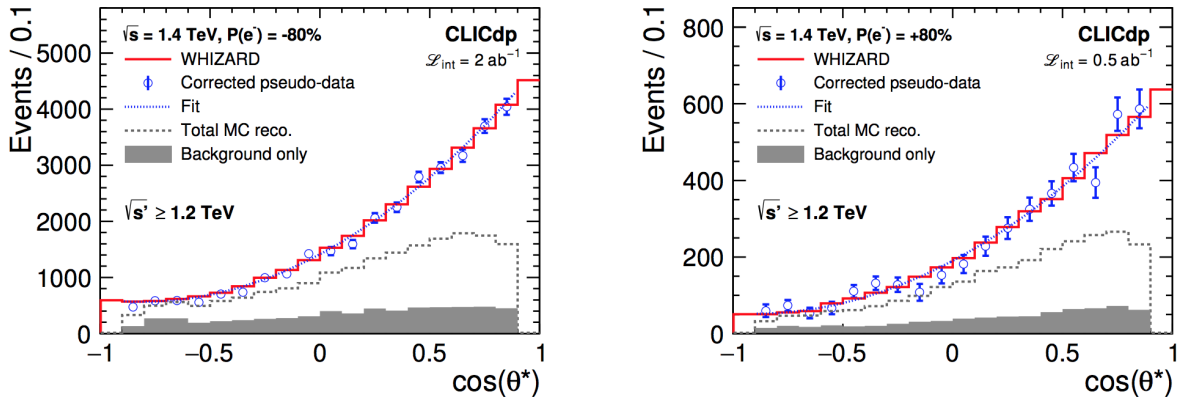 Events / 0.1
√s = 1.4 TeV, P(e⁻) = -80%
CLICdp
ℒint = 2 ab⁻¹
WHIZARD
Corrected pseudo-data
Fit
Total MC reco.
Background only
√s' ≥ 1.2 TeV
5000
4000
3000
2000
1000
0
−1
−0.5
0
0.5
1
cos(θ*)
Events / 0.1
√s = 1.4 TeV, P(e⁻) = +80%
CLICdp
ℒint = 0.5 ab⁻¹
WHIZARD
Corrected pseudo-data
Fit
Total MC reco.
Background only
√s' ≥ 1.2 TeV
800
600
400
200
0
−1
−0.5
0
0.5
1
cos(θ*)